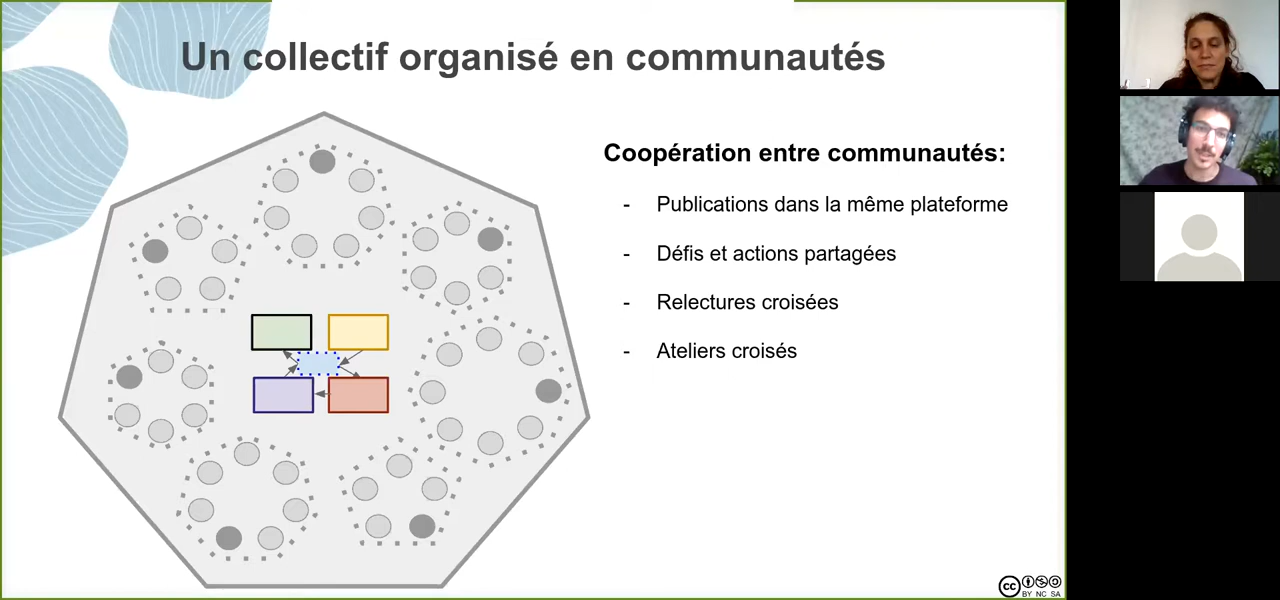 Un collectif organisé en communautés
Coopération entre communautés:
- Publications dans la même plateforme
- Défis et actions partagées
- Relectures croisées
- Ateliers croisés
cc
BY NC SA